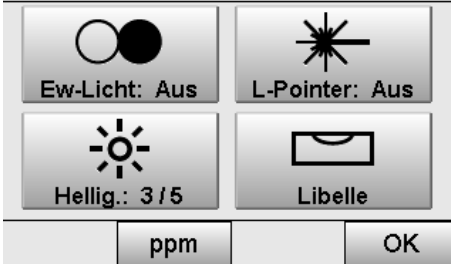 Ew-Licht: Aus
L-Pointer: Aus
Hellig.: 3/5
Libelle
ppm
OK